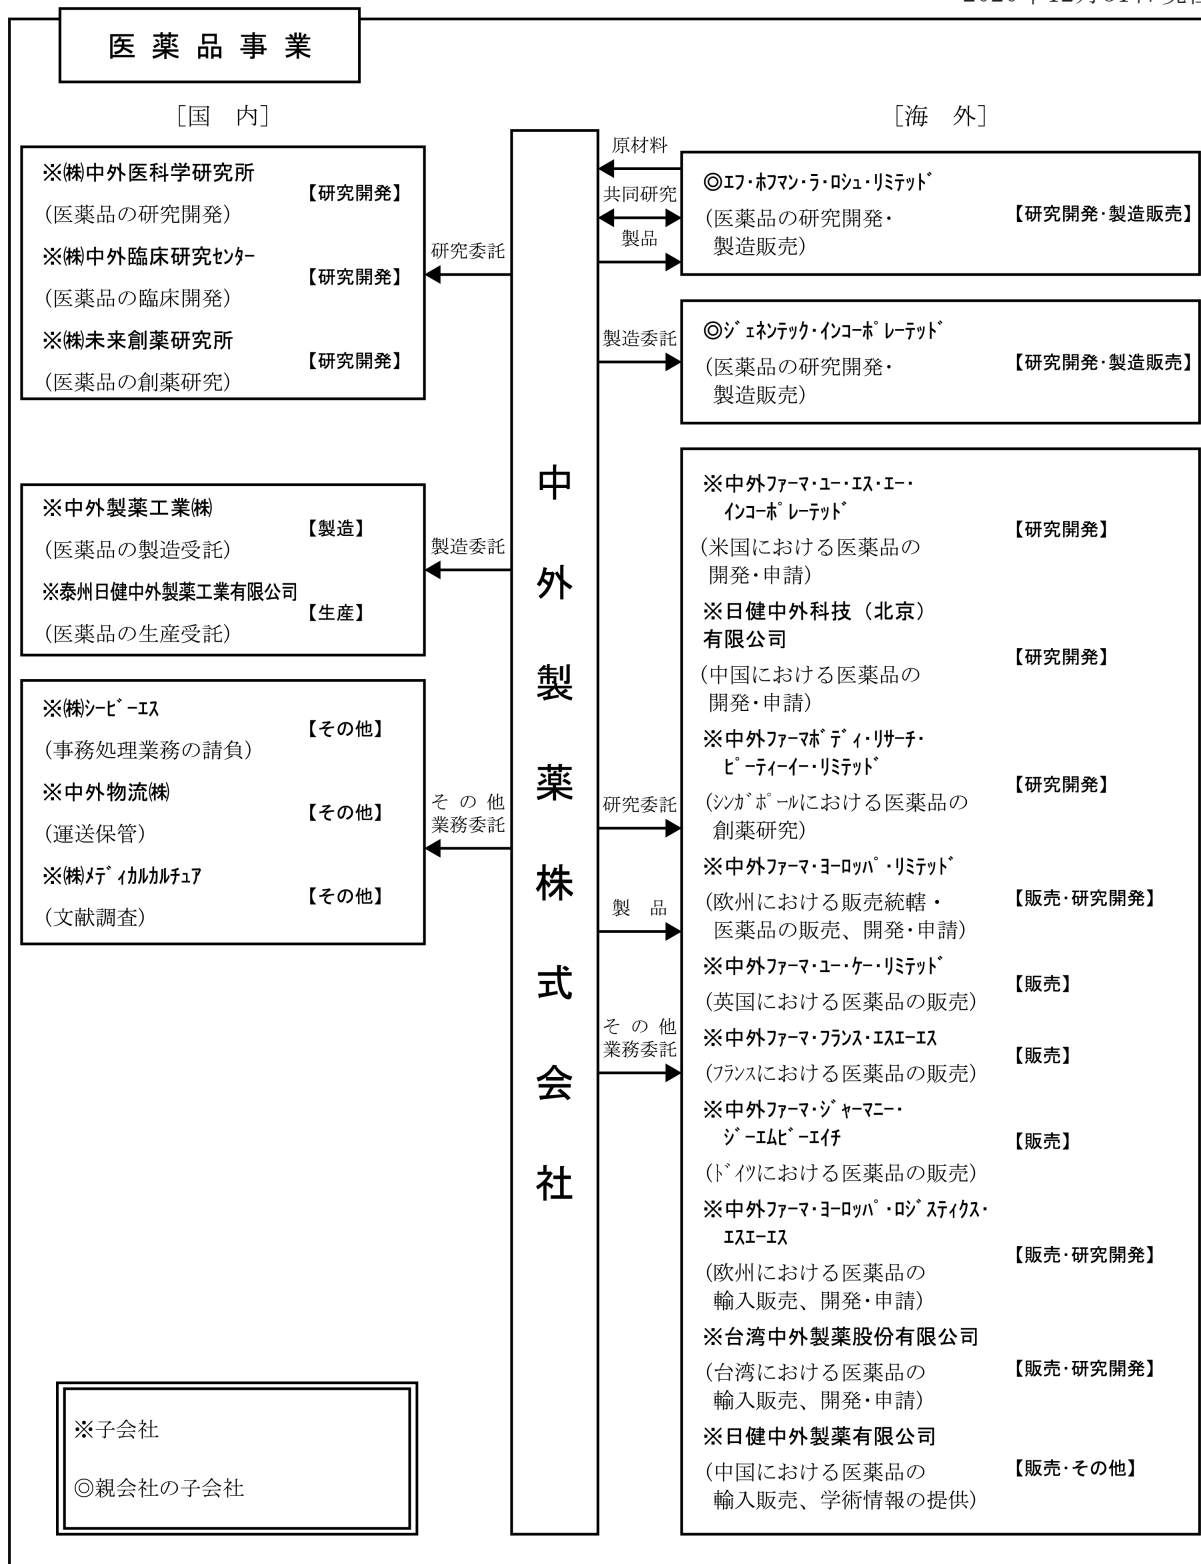 医薬品事業
[国　内]
※㈱中外医科学研究所
【研究開発】
(医薬品の研究開発)
※㈱中外臨床研究ｾﾝﾀｰ
【研究開発】
(医薬品の臨床開発)
※㈱未来創薬研究所
【研究開発】
(医薬品の創薬研究)
研究委託
※中外製薬工業㈱
【製造】
(医薬品の製造受託)
※泰州日健中外製薬工業有限公司
【生産】
(医薬品の生産受託)
製造委託
※㈱ｼｰﾋﾞｰｴｽ
【その他】
(事務処理業務の請負)
※中外物流㈱
【その他】
(運送保管)
※㈱ﾒﾃﾞｨｶﾙｶﾙﾁｭｱ
【その他】
(文献調査)
その他
業務委託
中外製薬株式会社
[海　外]
原材料
共同研究
製品
◎ｴﾌ･ﾎﾌﾏﾝ･ﾗ･ﾛｼｭ･ﾘﾐﾃｯﾄﾞ
【研究開発･製造販売】
(医薬品の研究開発･
製造販売)
製造委託
◎ｼﾞｪﾈﾝﾃｯｸ･ｲﾝｺｰﾎﾟﾚｰﾃｯﾄﾞ
【研究開発･製造販売】
(医薬品の研究開発･
製造販売)
研究委託
製　品
その他
業務委託
※中外ﾌｧｰﾏ･ﾕｰ･ｴｽ･ｴｰ･
ｲﾝｺｰﾎﾟﾚｰﾃｯﾄﾞ
【研究開発】
(米国における医薬品の
開発･申請)
※日健中外科技（北京）
有限公司
【研究開発】
(中国における医薬品の
開発･申請)
※中外ﾌｧｰﾏﾎﾞﾃﾞｨ･ﾘｻｰﾁ･
ﾋﾟｰﾃｨｰｲｰ･ﾘﾐﾃｯﾄﾞ
【研究開発】
(ｼﾝｶﾞﾎﾟｰﾙにおける医薬品の
創薬研究)
※中外ﾌｧｰﾏ･ﾖｰﾛｯﾊﾟ･ﾘﾐﾃｯﾄﾞ
【販売･研究開発】
(欧州における販売統轄・
医薬品の販売、開発･申請)
※中外ﾌｧｰﾏ･ﾕｰ･ｹｰ･ﾘﾐﾃｯﾄﾞ
【販売】
(英国における医薬品の販売)
※中外ﾌｧｰﾏ･ﾌﾗﾝｽ･ｴｽｴｰｴｽ
【販売】
(ﾌﾗﾝｽにおける医薬品の販売)
※中外ﾌｧｰﾏ･ｼﾞｬｰﾏﾆｰ･
ｼﾞｰｴﾑﾋﾞｰｴｲﾁ
【販売】
(ﾄﾞｲﾂにおける医薬品の販売)
※中外ﾌｧｰﾏ･ﾖｰﾛｯﾊﾟ･ﾛｼﾞｽﾃｨｸｽ･
ｴｽｴｰｴｽ
【販売･研究開発】
(欧州における医薬品の
輸入販売、開発･申請)
※台湾中外製薬股份有限公司
【販売･研究開発】
(台湾における医薬品の
輸入販売、開発･申請)
※日健中外製薬有限公司
【販売･その他】
(中国における医薬品の
輸入販売、学術情報の提供)
※子会社
◎親会社の子会社